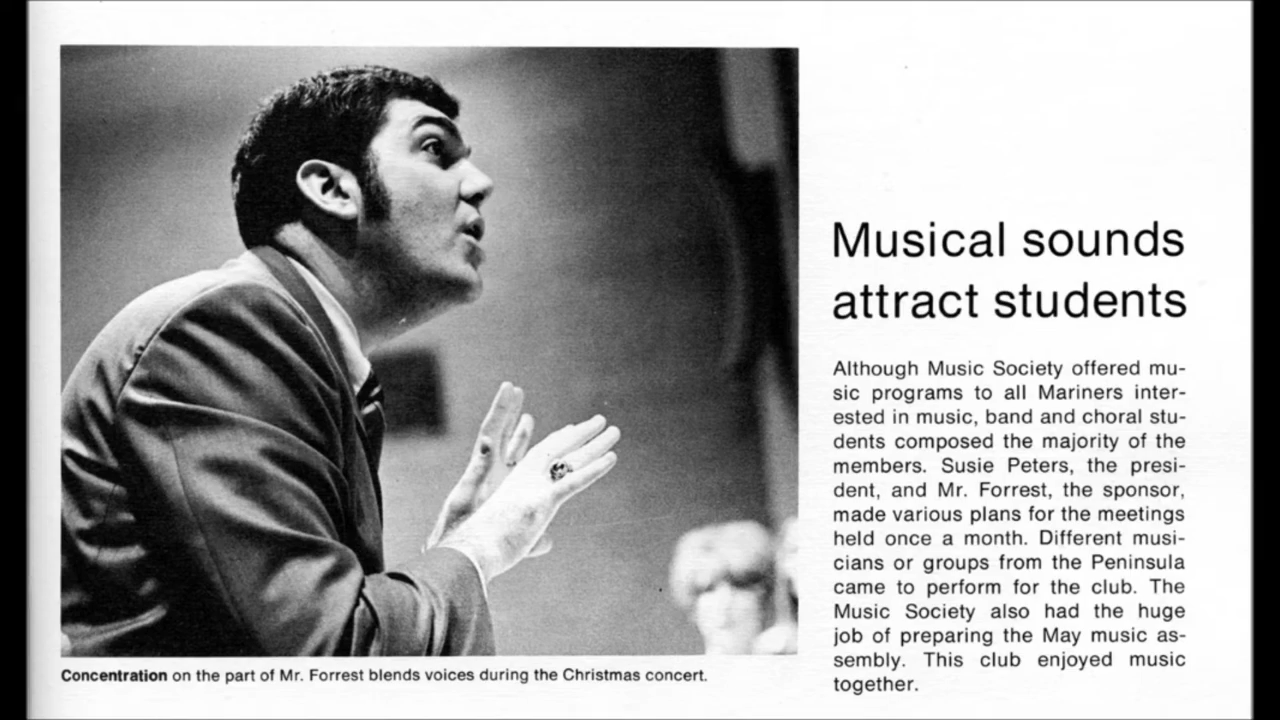 Musical sounds
attract students
Although Music Society offered mu-
sic programs to all Mariners inter-
ested in music, band and choral stu-
dents composed the majority of the
members. Susie Peters, the presi-
dent, and Mr. Forrest, the sponsor,
made various plans for the meetings
held once a month. Different musi-
cians or groups from the Peninsula
came to perform for the club. The
Music Society also had the huge
job of preparing the May music as-
sembly. This club enjoyed music
together.
Concentration on the part of Mr. Forrest blends voices during the Christmas concert.